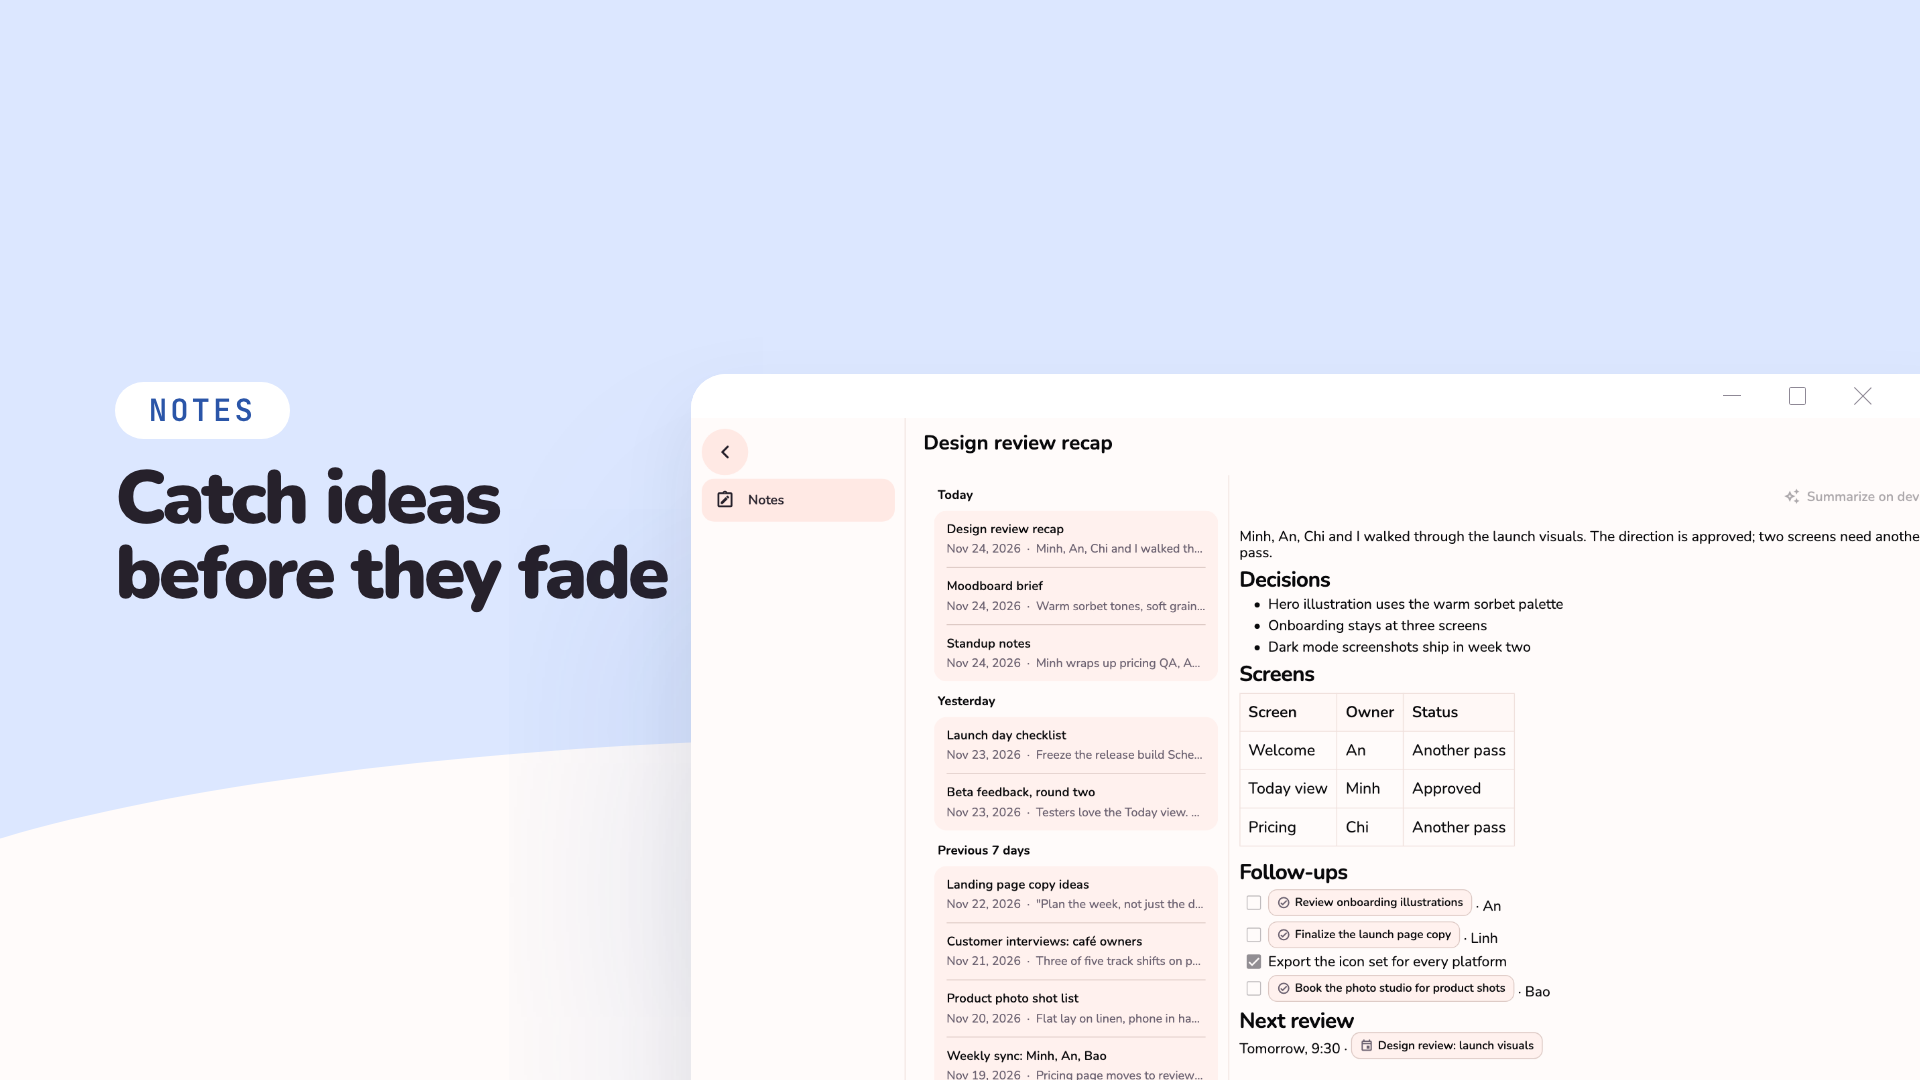 NOTES
Catch ideas
before they fade
Notes
Design review recap
Today
Design review recap
Nov 24, 2026 · Minh, An, Chi and I walked th...
Moodboard brief
Nov 24, 2026 · Warm sorbet tones, soft grain...
Standup notes
Nov 24, 2026 · Minh wraps up pricing QA, A...
Yesterday
Launch day checklist
Nov 23, 2026 · Freeze the release build Sche...
Beta feedback, round two
Nov 23, 2026 · Testers love the Today view. ...
Previous 7 days
Landing page copy ideas
Nov 22, 2026 · "Plan the week, not just the d...
Customer interviews: café owners
Nov 21, 2026 · Three of five track shifts on p...
Product photo shot list
Nov 20, 2026 · Flat lay on linen, phone in ha...
Weekly sync: Minh, An, Bao
Nov 19, 2026 · Pricing page moves to review...
Summarize on dev
Minh, An, Chi and I walked through the launch visuals. The direction is approved; two screens need anothe
pass.
Decisions
• Hero illustration uses the warm sorbet palette
• Onboarding stays at three screens
• Dark mode screenshots ship in week two
Screens
Screen Owner Status
Welcome An Another pass
Today view Minh Approved
Pricing Chi Another pass
Follow-ups
Review onboarding illustrations · An
Finalize the launch page copy · Linh
Export the icon set for every platform
Book the photo studio for product shots · Bao
Next review
Tomorrow, 9:30 · Design review: launch visuals